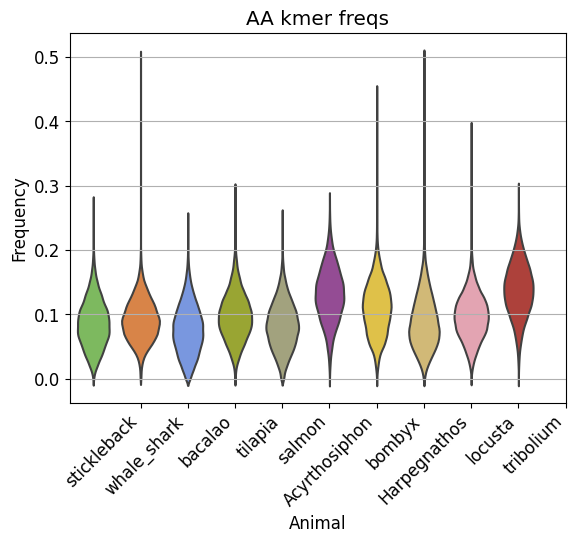 AA kmer freqs
Frequency
0.5
0.4
0.3
0.2
0.1
0.0
stickleback
whale_shark
bacalao
tilapia
salmon
Acyrthosiphon
bombyx
Harpegnathos
locusta
tribolium
Animal